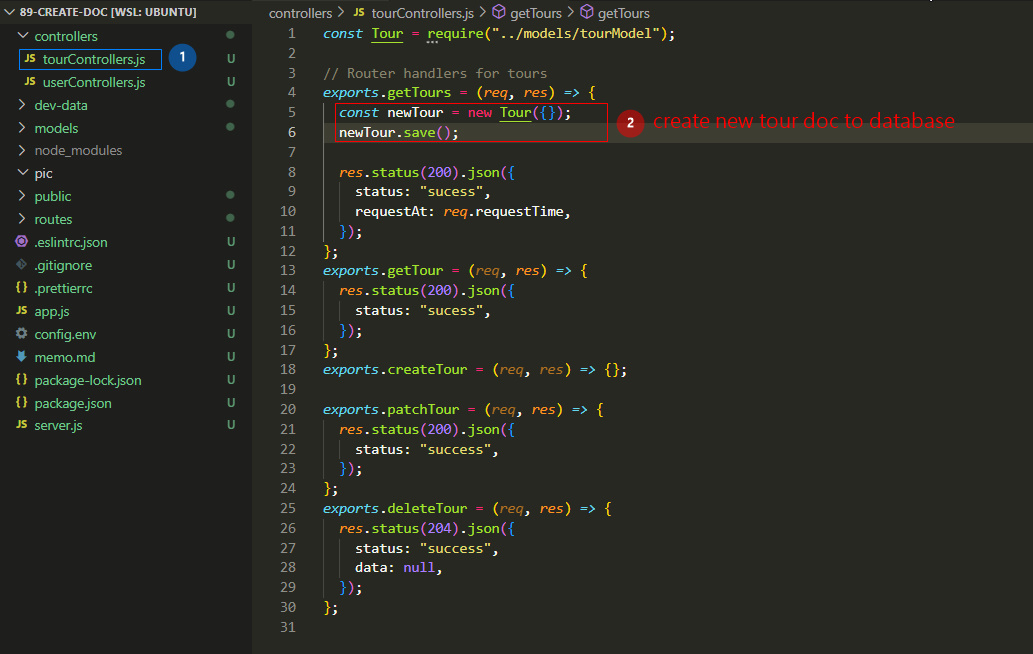 89-CREATE-DOC [WSL: UBUNTU]
controllers
JS tourControllers.js 1 U
JS userControllers.js U
dev-data
models
node_modules
pic
public
routes
.eslintrc.json U
.gitignore U
{} .prettierrc U
JS app.js U
config.env U
memo.md U
{} package-lock.json U
{} package.json U
JS server.js U
controllers > JS tourControllers.js > getTours > getTours
1 const Tour = require("../models/tourModel");
2
3 // Router handlers for tours
4 exports.getTours = (req, res) => {
5 const newTour = new Tour({});
6 newTour.save();
2 create new tour doc to database
7
8 res.status(200).json({
9 status: "sucess",
10 requestAt: req.requestTime,
11 });
12 };
13 exports.getTour = (req, res) => {
14 res.status(200).json({
15 status: "sucess",
16 });
17 };
18 exports.createTour = (req, res) => {};
19
20 exports.patchTour = (req, res) => {
21 res.status(200).json({
22 status: "success",
23 });
24 };
25 exports.deleteTour = (req, res) => {
26 res.status(204).json({
27 status: "success",
28 data: null,
29 });
30 };
31